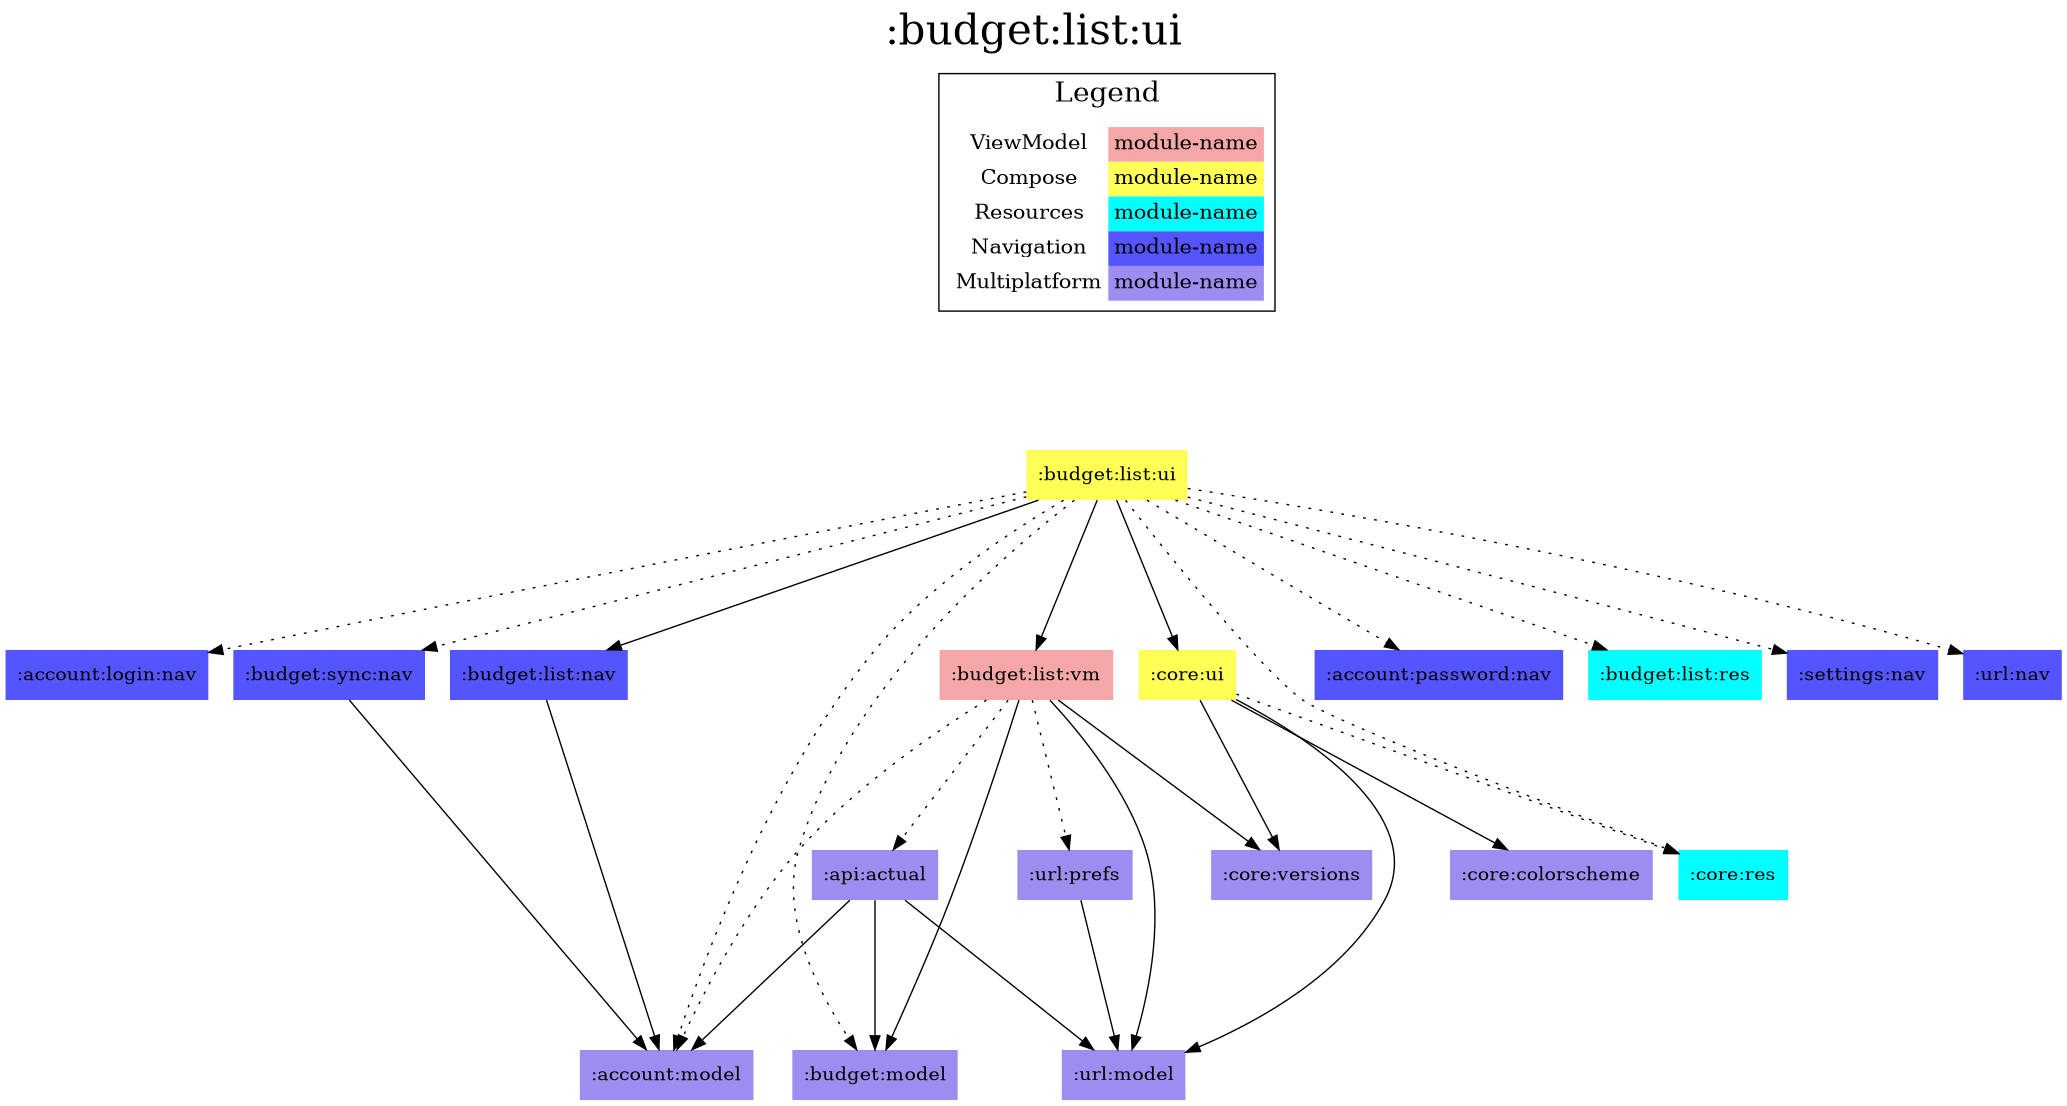 :budget:list:ui
Legend
ViewModel module-name
Compose module-name
Resources module-name
Navigation module-name
Multiplatform module-name
:budget:list:ui
:account:login:nav :budget:sync:nav :budget:list:nav :budget:list:vm :core:ui :account:password:nav :budget:list:res :settings:nav :url:nav
:api:actual :url:prefs :core:versions :core:colorscheme :core:res
:account:model :budget:model :url:model